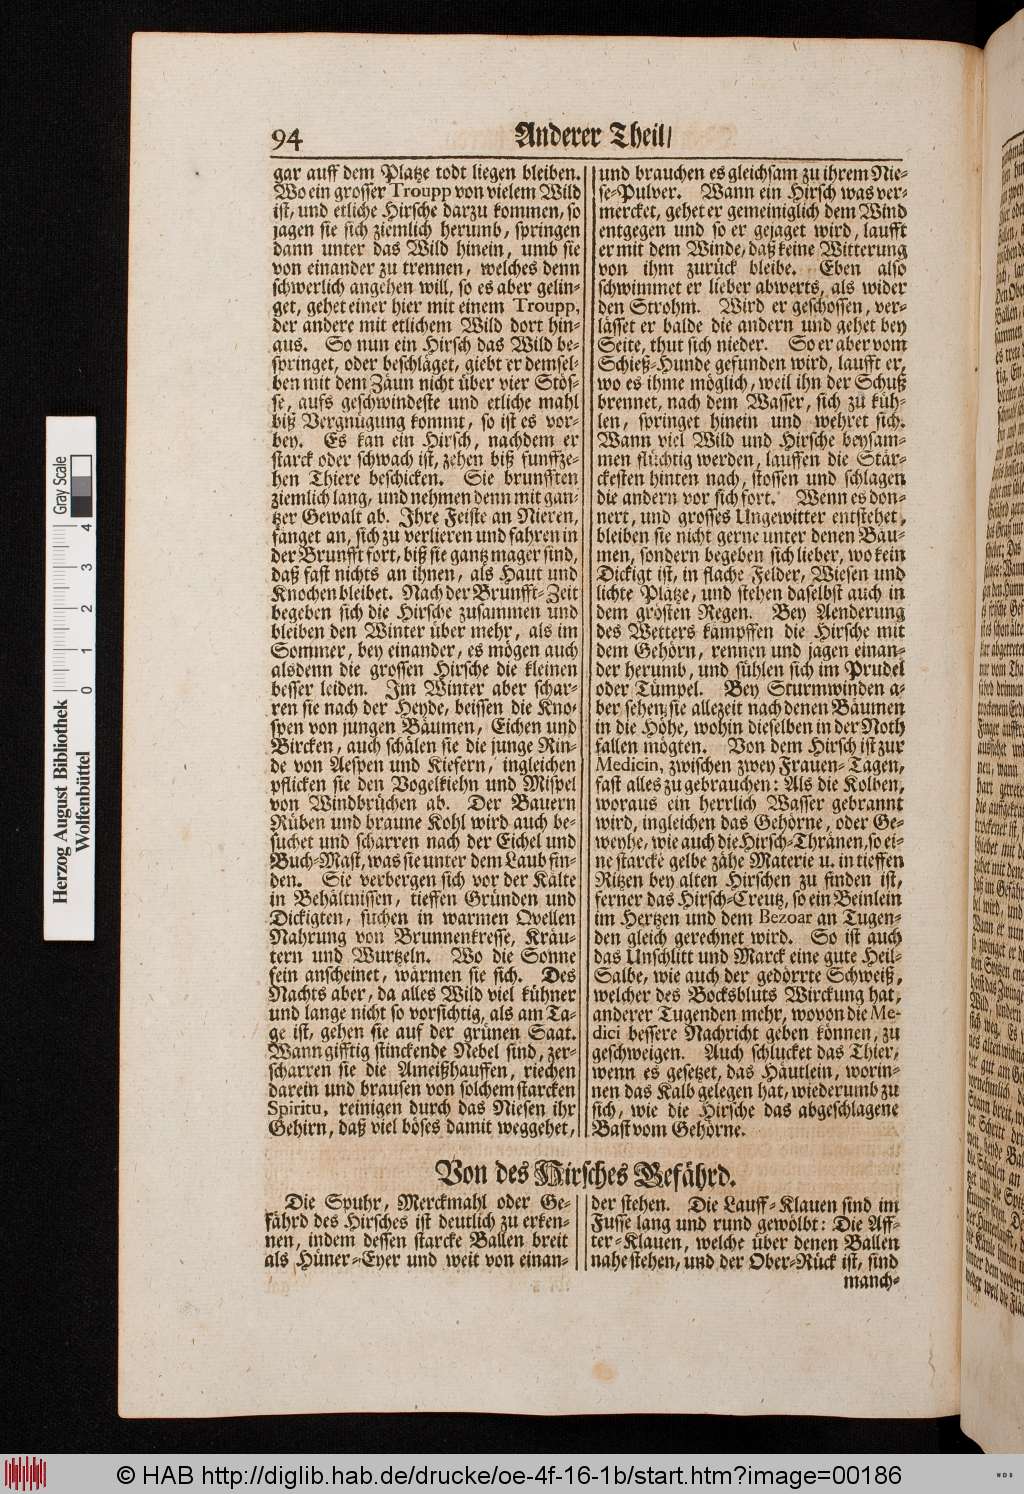 94 Anderer Theil/
gar auff dem Platze todt liegen bleiben.
Wo ein grosser Troupp von vielem Wild
ist, und etliche Hirsche darzu kommen, so
jagen sie sich ziemlich herumb, springen
dann unter das Wild hinein, umb sie
von einander zu trennen, welches denn
schwerlich angehen will, so es aber gelin-
get, gehet einer hier mit einem Troupp,
der andere mit etlichem Wild dort hin-
aus. So nun ein Hirsch das Wild be-
springet, oder beschläget, giebt er demsel-
ben mit dem Zäun nicht über vier Stös-
se, aufs geschwindeste und etliche mahl
biß Vergnügung kommt, so ist es vor-
bey. Es kan ein Hirsch, nachdem er
starck oder schwach ist, zehen biß funffze-
hen Thiere beschicken. Sie brunfften
ziemlich lang, und nehmen denn mit gan-
tzer Gewalt ab. Ihre Feiste an Nieren,
fänget an, sich zu verlieren und fahren in
der Brunfft fort, biß sie gantz mager sind,
daß fast nichts an ihnen, als Haut und
Knochen bleibet. Nach der Brunfft-Zeit
begeben sich die Hirsche zusammen und
bleiben den Winter über mehr, als im
Sommer, bey einander, es mögen auch
alsdenn die grossen Hirsche die kleinen
besser leiden. Im Winter aber schar-
ren sie nach der Heyde, beissen die Kno-
spen von jungen Bäumen, Eichen und
Bircken, auch schälen sie die junge Rin-
de von Aespen und Kiefern, ingleichen
pflicken sie den Vogelkiehn und Mispel
von Windbrüchen ab. Der Bauern
Rüben und braune Kohl wird auch be-
suchet und scharren nach der Eichel und
Buch-Mast, was sie unter dem Laub fin-
den. Sie verbergen sich vor der Kälte
in Behältnissen, tieffen Gründen und
Dickigten, suchen in warmen Qvellen
Nahrung von Brunnenkresse, Kräu-
tern und Wurtzeln. Wo die Sonne
fein anscheinet, wärmen sie sich. Des
Nachts aber, da alles Wild viel kühner
und lange nicht so vorsichtig, als am Ta-
ge ist, gehen sie auf der grünen Saat.
Wann gifftig stinckende Nebel sind, zer-
scharren sie die Ameißhauffen, riechen
darein und brausen von solchem starcken
Spiritu, reinigen durch das Niesen ihr
Gehirn, daß viel böses damit weggehet,
und brauchen es gleichsam zu ihrem Nie-
se-Pulver. Wann ein Hirsch was ver-
mercket, gehet er gemeiniglich dem Wind
entgegen und so er gejaget wird, laufft
er mit dem Winde, daß keine Witterung
von ihm zurück bleibe. Eben also
schwimmet er lieber abwerts, als wider
den Strohm. Wird er geschossen, ver-
lässet er balde die andern und gehet bey
Seite, thut sich nieder. So er aber vom
Schieß-Hunde gefunden wird, laufft er,
wo es ihme möglich, weil ihn der Schuß
brennet, nach dem Wasser, sich zu küh-
len, springet hinein und wehret sich.
Wann viel Wild und Hirsche beysam-
men flüchtig werden, lauffen die Stär-
ckesten hinten nach, stossen und schlagen
die andern vor sich fort. Wenn es don-
nert, und grosses Ungewitter entstehet,
bleiben sie nicht gerne unter denen Bäu-
men, sondern begeben sich lieber, wo kein
Dickigt ist, in flache Felder, Wiesen und
lichte Plätze, und stehen daselbst auch in
dem grösten Regen. Bey Aenderung
des Wetters kämpffen die Hirsche mit
dem Gehörn, rennen und jagen einan-
der herumb, und sühlen sich im Prudel
oder Tümpel. Bey Sturmwinden a-
ber sehen sie allezeit nach denen Bäumen
in die Höhe, wohin dieselben in der Noth
fallen mögten. Von dem Hirsch ist zur
Medicin, zwischen zwey Frauen-Tagen,
fast alles zu gebrauchen: Als die Kolben,
woraus ein herrlich Wasser gebrannt
wird, ingleichen das Gehörne, oder Ge-
weyhe, wie auch die Hirsch-Thränen, so ei-
ne starcke gelbe zähe Materie u. in tieffen
Ritzen bey alten Hirschen zu finden ist,
ferner das Hirsch-Creutz, so ein Beinlein
im Hertzen und dem Bezoar an Tugen-
den gleich gerechnet wird. So ist auch
das Unschlitt und Marck eine gute Heil-
Salbe, wie auch der gedörrte Schweiß,
welcher des Bocksbluts Wirckung hat,
anderer Tugenden mehr, wovon die Me-
dici bessere Nachricht geben können, zu
geschweigen. Auch schlucket das Thier,
wenn es gesetzet, das Häutlein, worin-
nen das Kalb gelegen hat, wiederumb zu
sich, wie die Hirsche das abgeschlagene
Bast vom Gehörne.
Von des Hirsches Gefährd.
Die Spuhr, Merckmahl oder Ge-
fährd des Hirsches ist deutlich zu erken-
nen, indem dessen starcke Ballen breit
als Hüner-Eyer und weit von einan-
der stehen. Die Lauff-Klauen sind im
Fusse lang und rund gewölbt: Die Aff-
ter-Klauen, welche über denen Ballen
nahe stehen, und der Ober-Rück ist, sind
manch-
Herzog August Bibliothek
Wolfenbüttel
0 1 2 3 4
Gray Scale
© HAB http://diglib.hab.de/drucke/oe-4f-16-1b/start.htm?image=00186